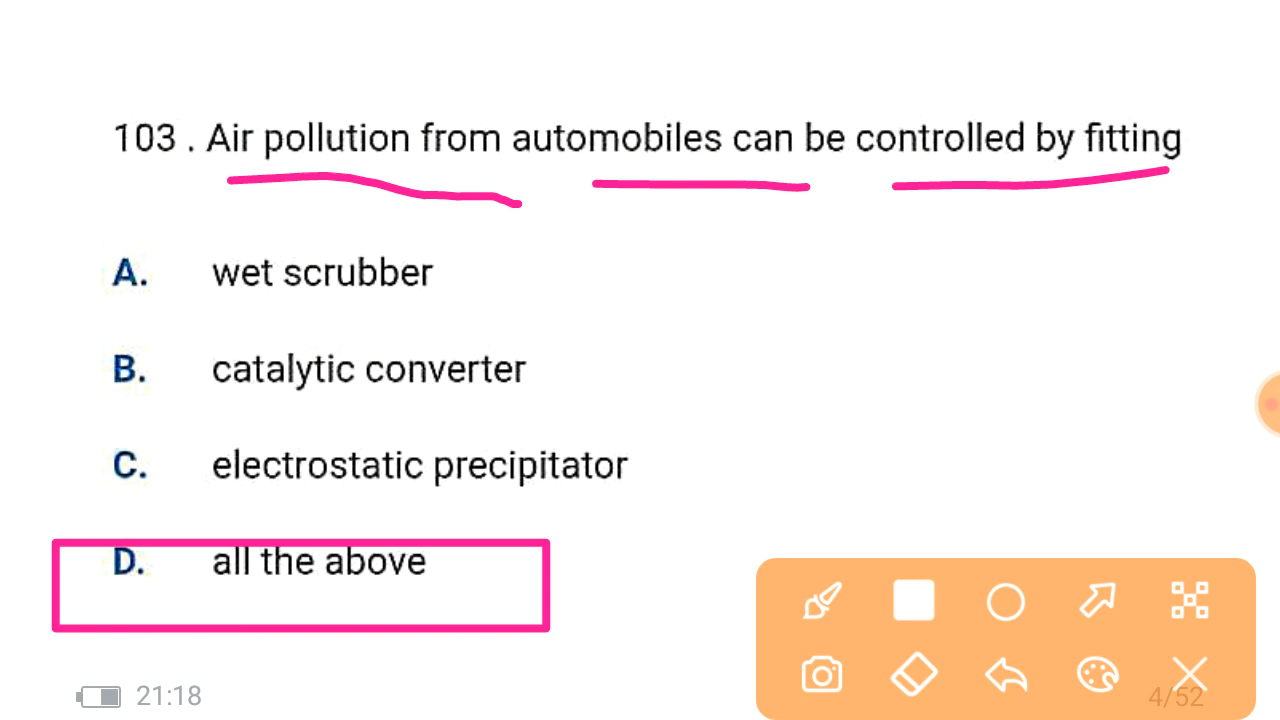 103 . Air pollution from automobiles can be controlled by fitting
A. wet scrubber
B. catalytic converter
C. electrostatic precipitator
D. all the above
21:18
4/52